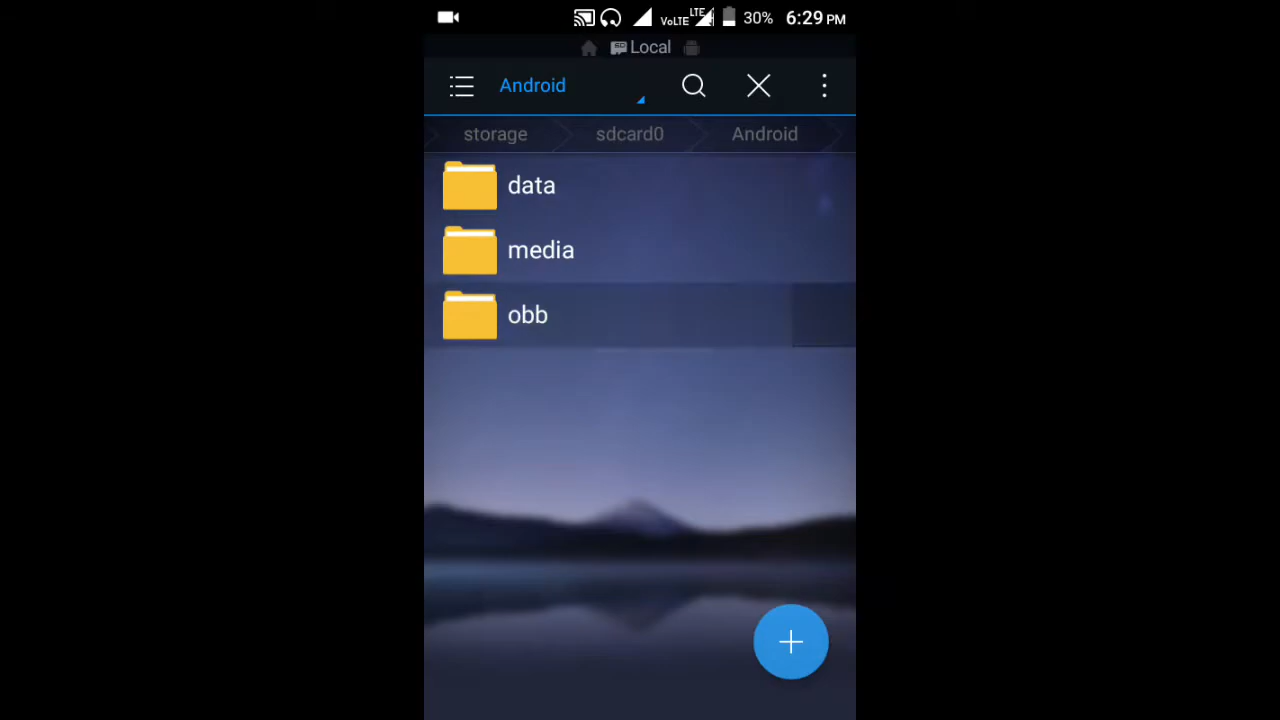 VoLTE LTE 30% 6:29 PM
Local
Android
storage sdcard0 Android
data
media
obb